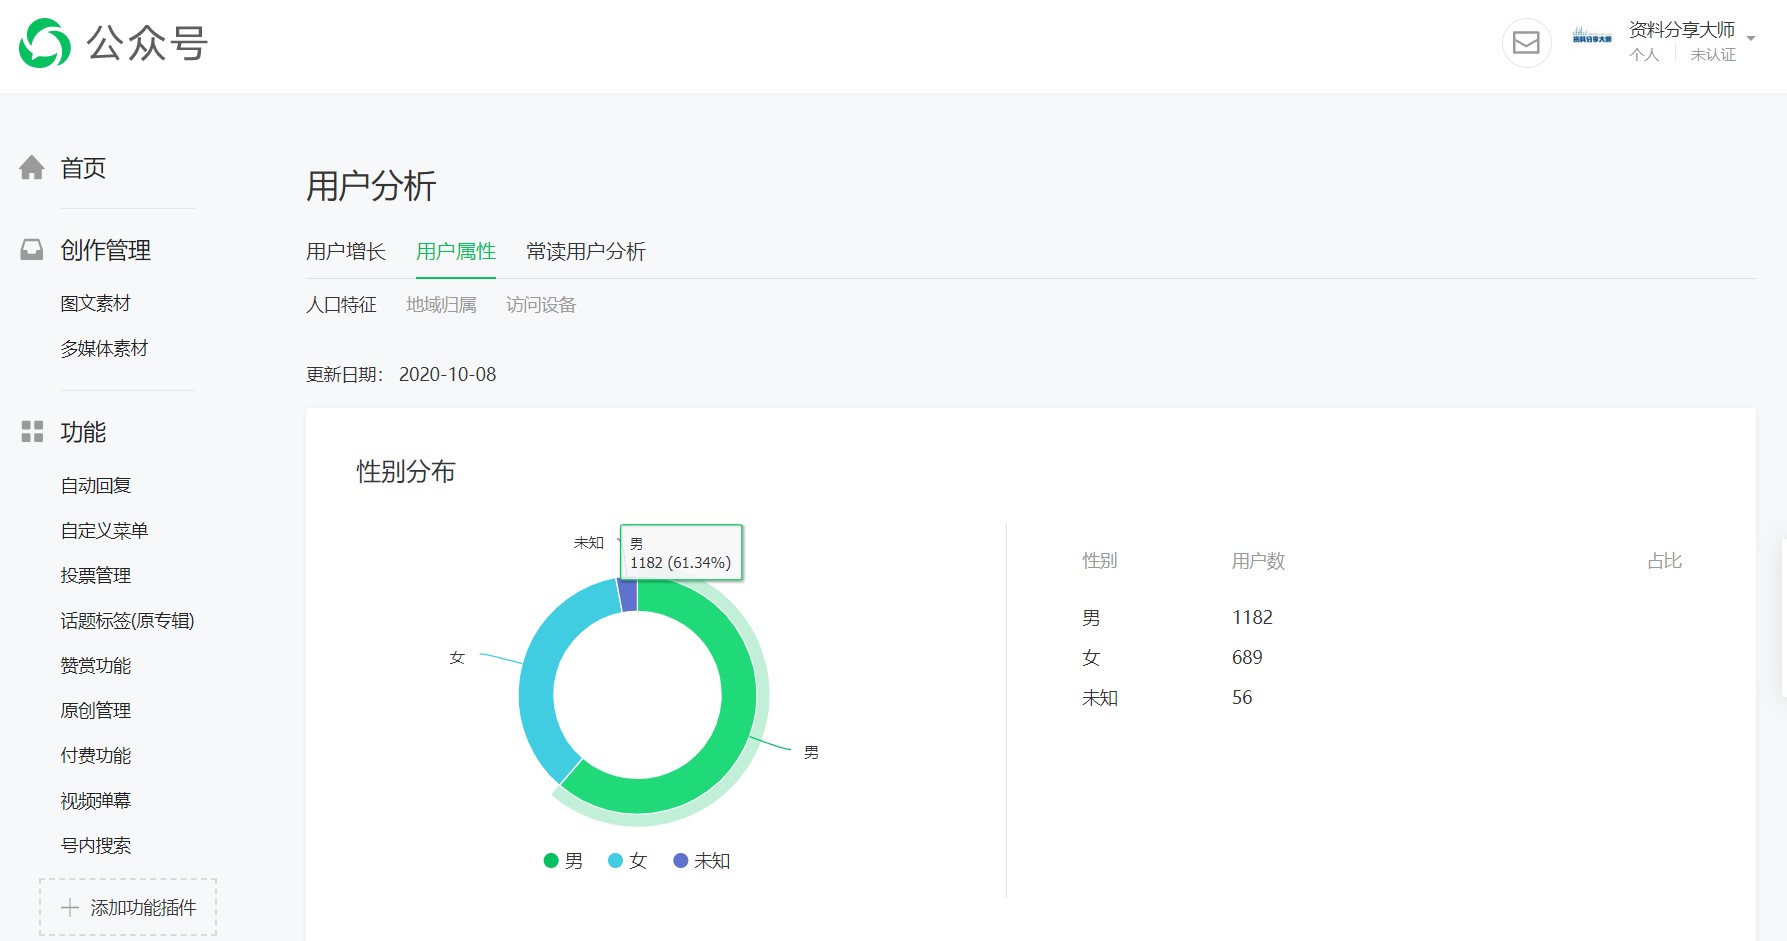 公众号
资料分享大师
资料分享大师
个人
未认证
首页
创作管理
图文素材
多媒体素材
功能
自动回复
自定义菜单
投票管理
话题标签(原专辑)
赞赏功能
原创管理
付费功能
视频弹幕
号内搜索
添加功能插件
用户分析
用户增长 用户属性 常读用户分析
人口特征 地域归属 访问设备
更新日期： 2020-10-08
性别分布
未知
男
1182 (61.34%)
女
男
男 女 未知
性别 用户数 占比
男 1182
女 689
未知 56